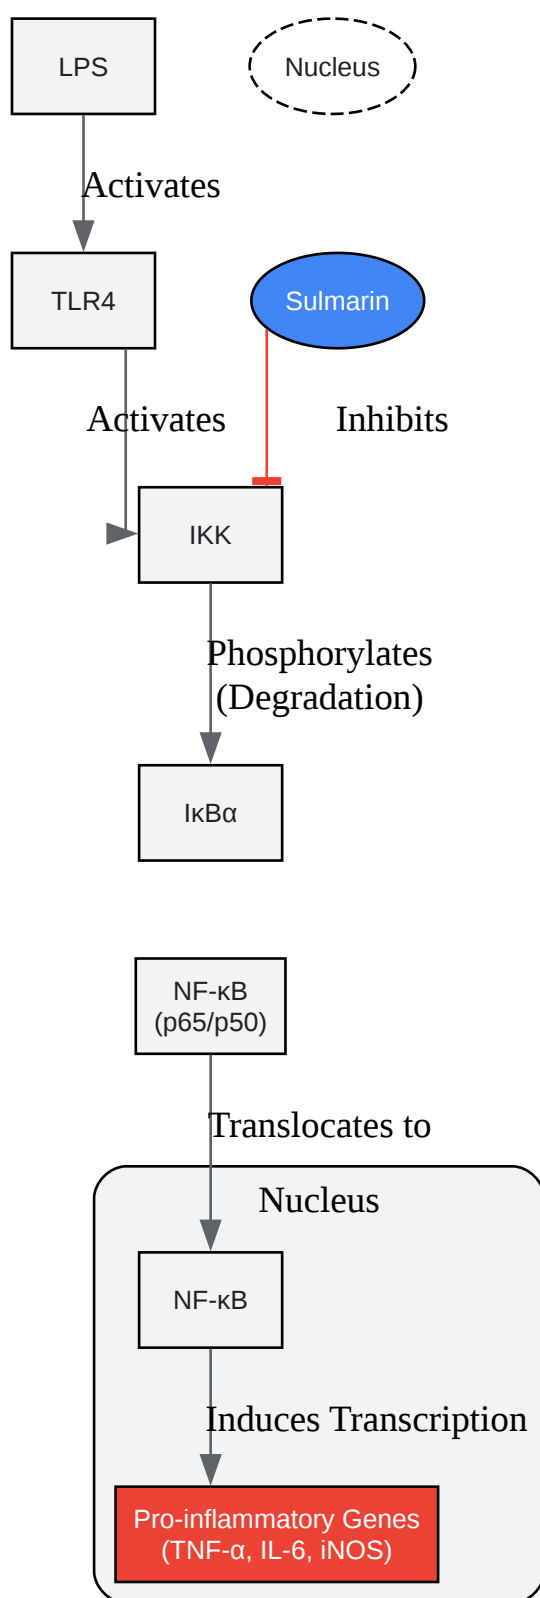 LPS
Nucleus
Activates
TLR4
Sulmarin
Activates
Inhibits
IKK
Phosphorylates
(Degradation)
IκBα
NF-κB
(p65/p50)
Translocates to
Nucleus
NF-κB
Induces Transcription
Pro-inflammatory Genes
(TNF-α, IL-6, iNOS)